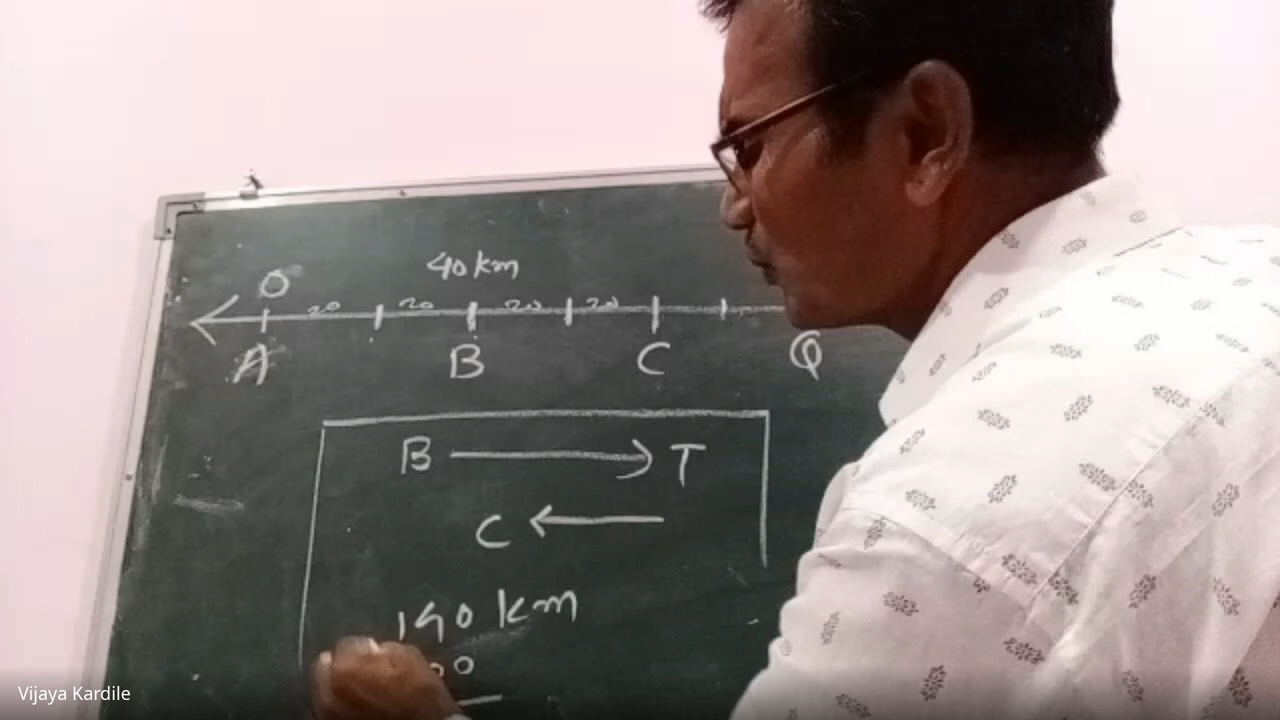 40 km
O
20 20 20 20
A B C Q
B → T
C ←
140 km
Vijaya Kardile